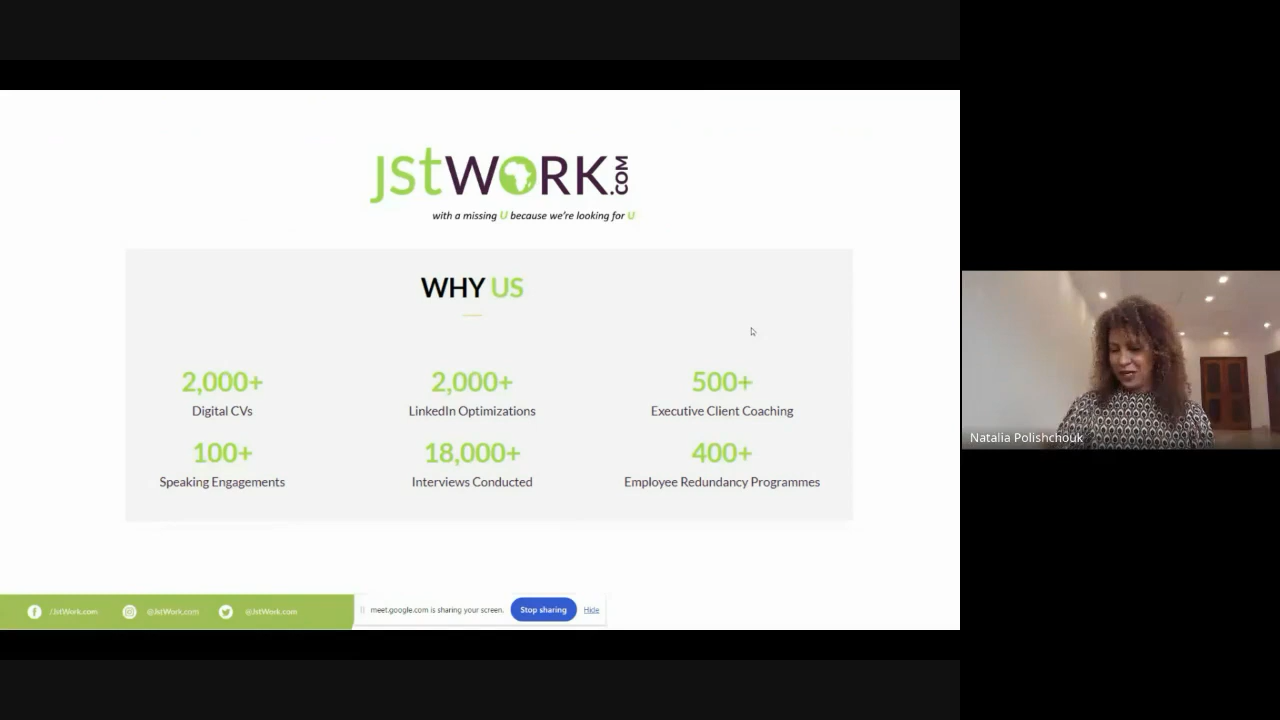 JstWORK.COM
with a missing U because we're looking for U
WHY US
2,000+
Digital CVs
2,000+
LinkedIn Optimizations
500+
Executive Client Coaching
100+
Speaking Engagements
18,000+
Interviews Conducted
400+
Employee Redundancy Programmes
/JstWork.com
@JstWork.com
@JstWork.com
meet.google.com is sharing your screen.
Stop sharing
Hide
Natalia Polishchouk